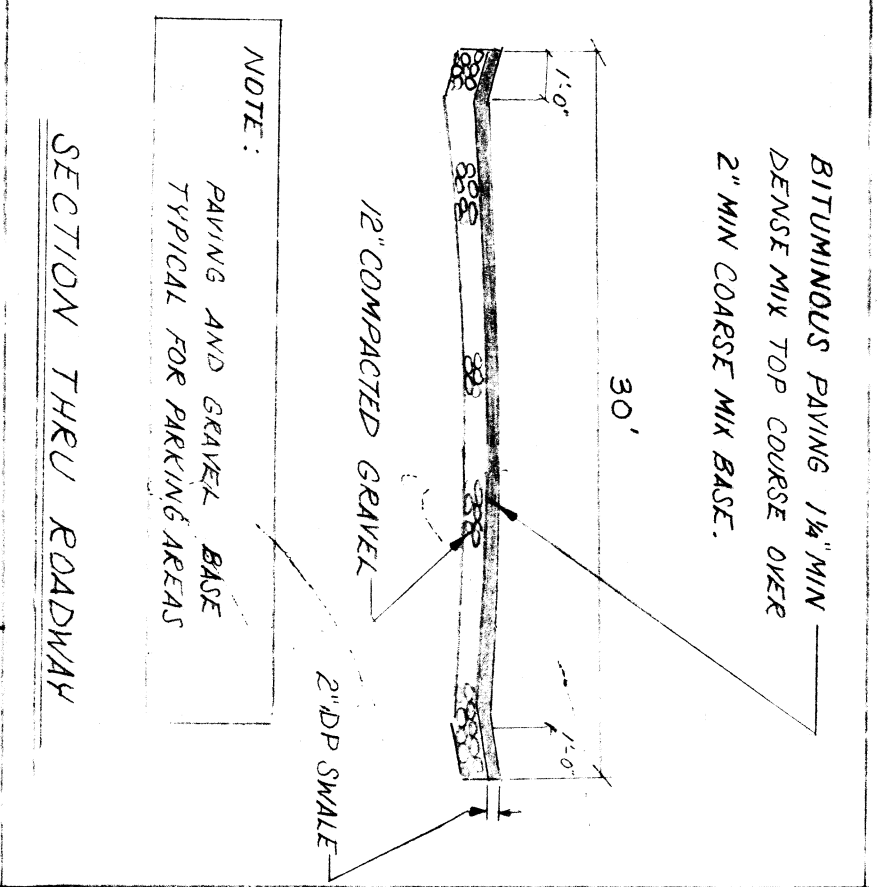 BITUMINOUS PAVING 1¼" MIN
DENSE MIX TOP COURSE OVER
2" MIN COARSE MIX BASE.
30'
1'-0"
1'-0"
12" COMPACTED GRAVEL
2" DP SWALE
NOTE:
PAVING AND GRAVEL BASE
TYPICAL FOR PARKING AREAS
SECTION THRU ROADWAY